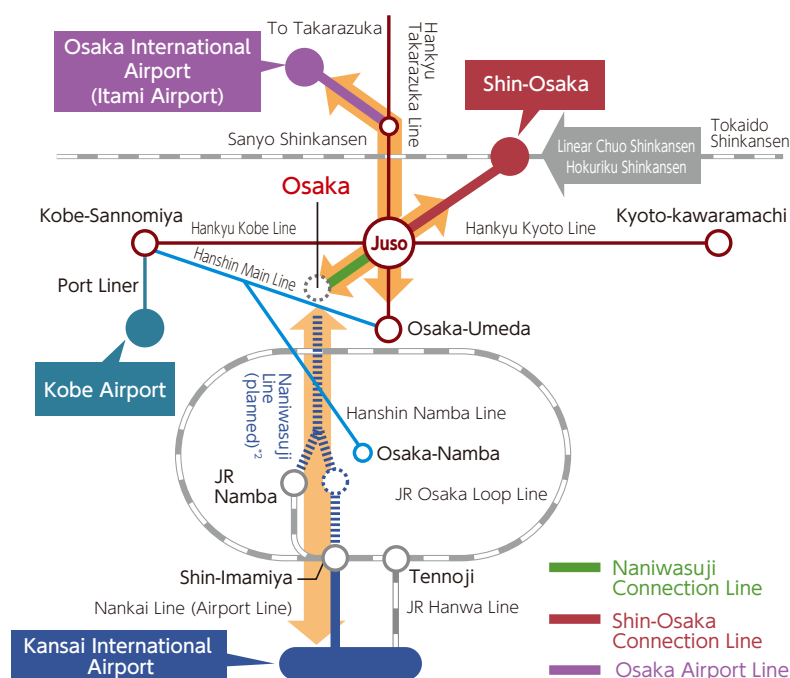 To Takarazuka
Hankyu
Takarazuka Line
Osaka International
Airport
(Itami Airport)
Shin-Osaka
Sanyo Shinkansen
Tokaido
Shinkansen
Linear Chuo Shinkansen
Hokuriku Shinkansen
Osaka
Kobe-Sannomiya
Hankyu Kobe Line
Juso
Hankyu Kyoto Line
Kyoto-kawaramachi
Hanshin Main Line
Port Liner
Osaka-Umeda
Kobe Airport
Naniwasuji
Line
(planned)*2
Hanshin Namba Line
Osaka-Namba
JR
Namba
JR Osaka Loop Line
Shin-Imamiya
Tennoji
Nankai Line (Airport Line)
JR Hanwa Line
Kansai International
Airport
Naniwasuji
Connection Line
Shin-Osaka
Connection Line
Osaka Airport Line